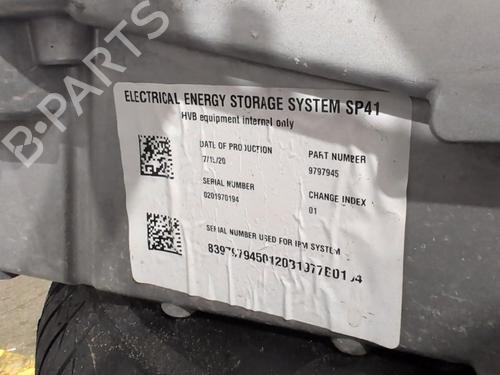 B-PARTS
ELECTRICAL ENERGY STORAGE SYSTEM SP41
HVB equipment internal only
DATE OF PRODUCTION
PART NUMBER
9797945
SERIAL NUMBER
0201970194
CHANGE INDEX
01
SERIAL NUMBER USED FOR IPM SYSTEM